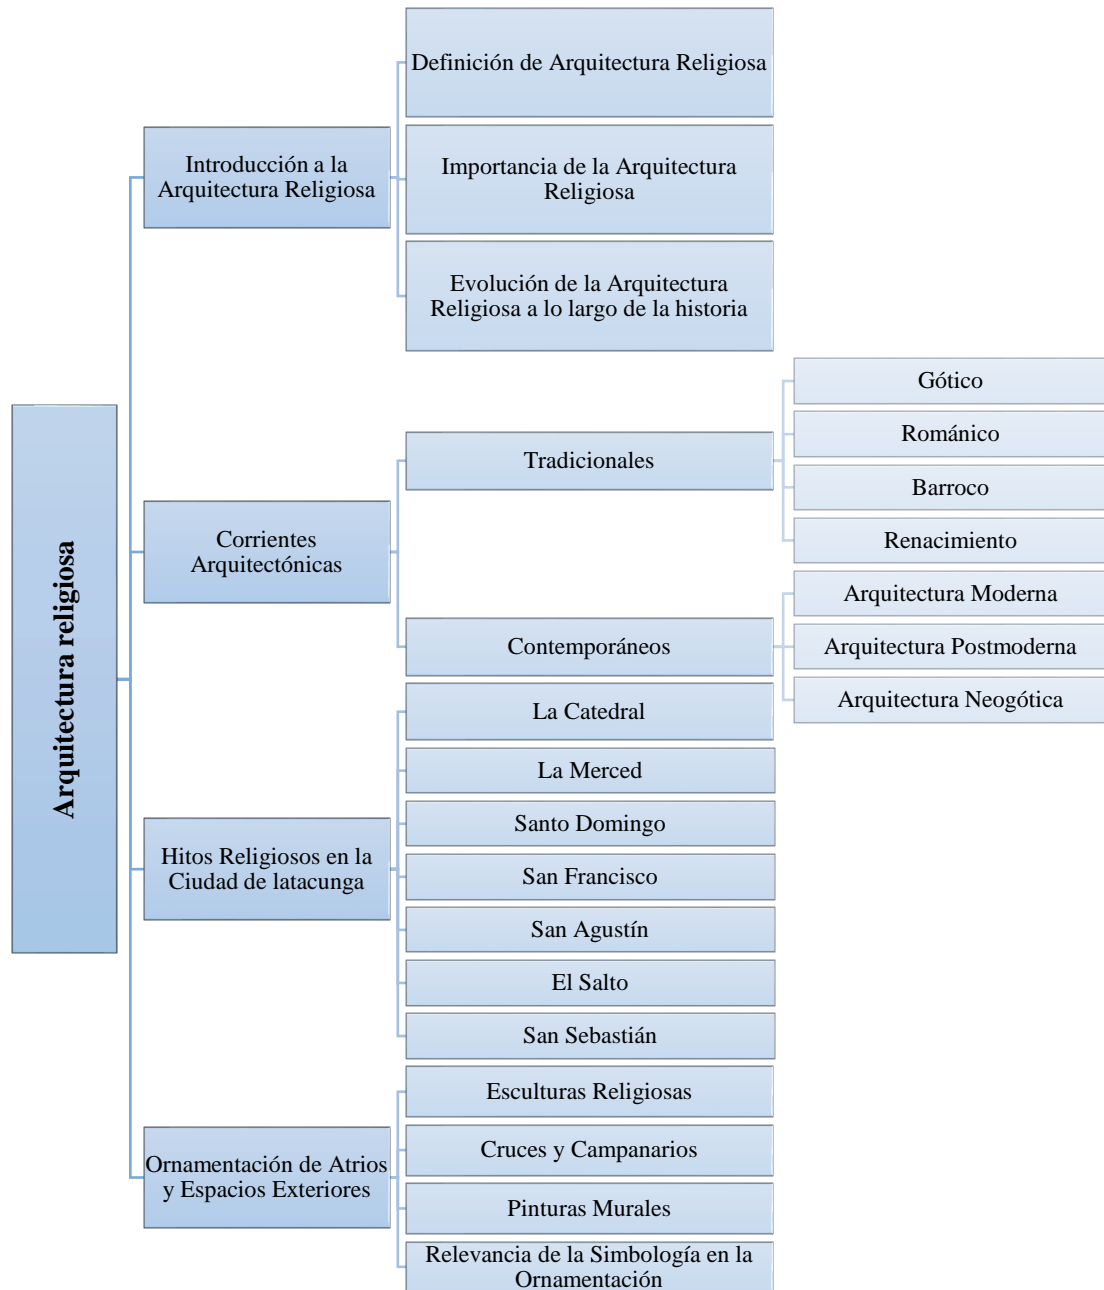 Arquitectura religiosa
Introducción a la
Arquitectura Religiosa
Definición de Arquitectura Religiosa
Importancia de la Arquitectura
Religiosa
Evolución de la Arquitectura
Religiosa a lo largo de la historia
Corrientes
Arquitectónicas
Tradicionales
Gótico
Románico
Barroco
Renacimiento
Contemporáneos
Arquitectura Moderna
Arquitectura Postmoderna
Arquitectura Neogótica
Hitos Religiosos en la
Ciudad de latacunga
La Catedral
La Merced
Santo Domingo
San Francisco
San Agustín
El Salto
San Sebastián
Ornamentación de Atrios
y Espacios Exteriores
Esculturas Religiosas
Cruces y Campanarios
Pinturas Murales
Relevancia de la Simbología en la
Ornamentación